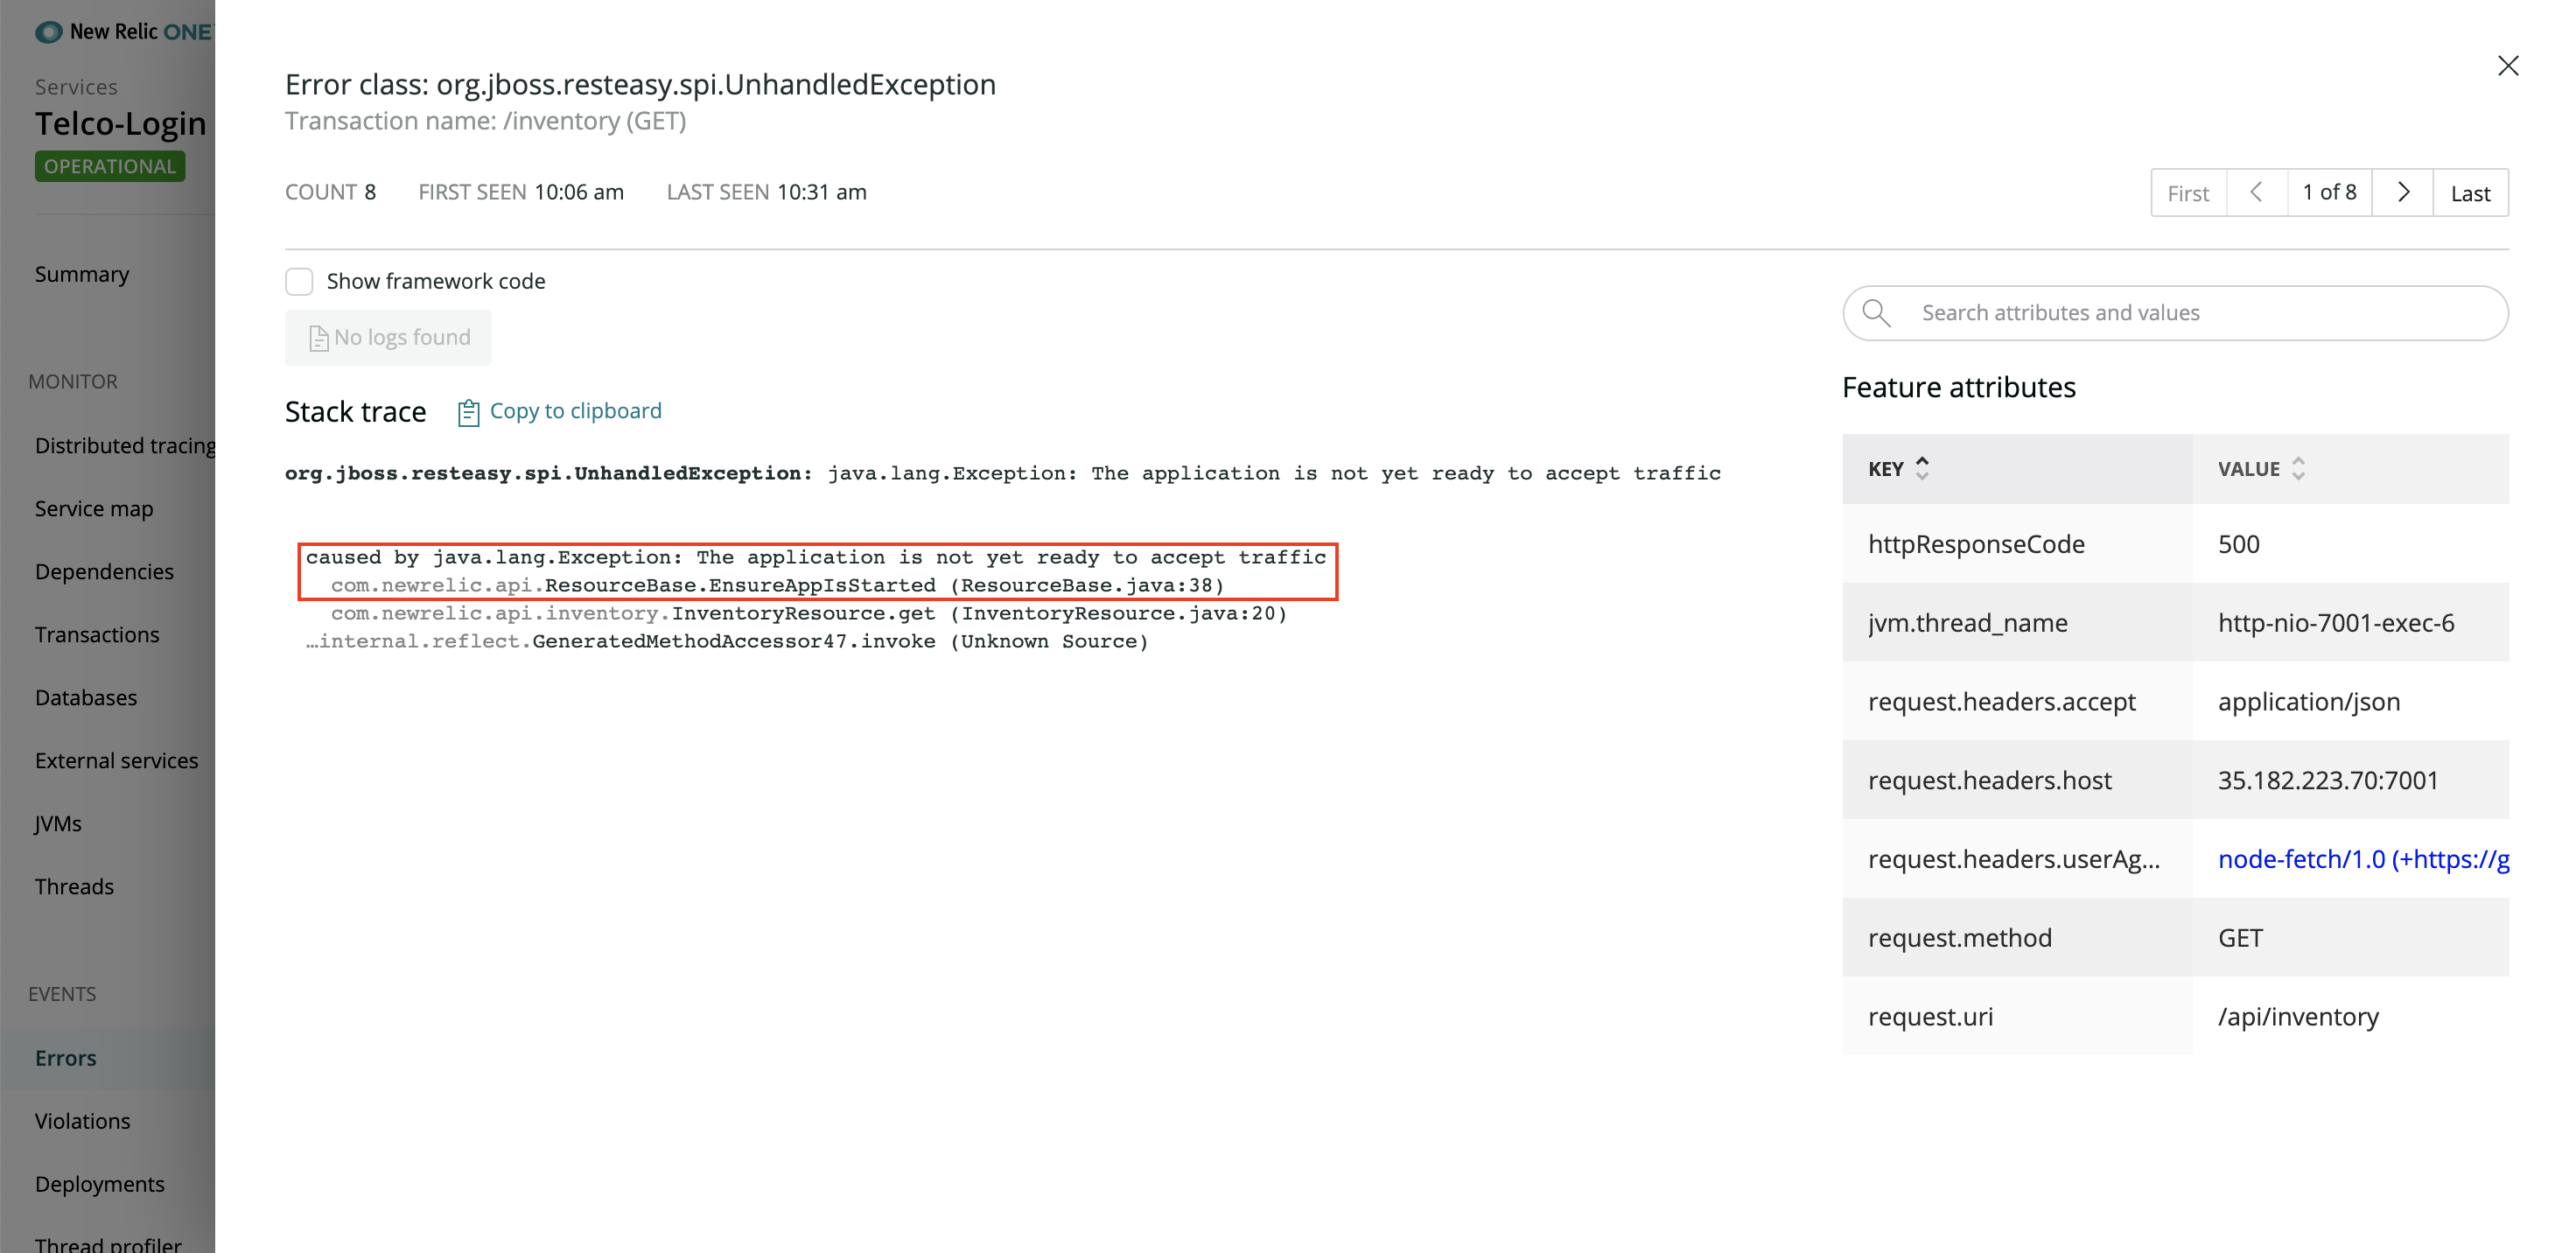 New Relic ONE
Services
Telco-Login
OPERATIONAL
Summary
MONITOR
Distributed tracing
Service map
Dependencies
Transactions
Databases
External services
JVMs
Threads
EVENTS
Errors
Violations
Deployments
Thread profiler
Error class: org.jboss.resteasy.spi.UnhandledException
Transaction name: /inventory (GET)
COUNT 8 FIRST SEEN 10:06 am LAST SEEN 10:31 am
First 1 of 8 Last
Show framework code
No logs found
Stack trace Copy to clipboard
org.jboss.resteasy.spi.UnhandledException: java.lang.Exception: The application is not yet ready to accept traffic
caused by java.lang.Exception: The application is not yet ready to accept traffic
com.newrelic.api.ResourceBase.EnsureAppIsStarted (ResourceBase.java:38)
com.newrelic.api.inventory.InventoryResource.get (InventoryResource.java:20)
…internal.reflect.GeneratedMethodAccessor47.invoke (Unknown Source)
Search attributes and values
Feature attributes
KEY VALUE
httpResponseCode 500
jvm.thread_name http-nio-7001-exec-6
request.headers.accept application/json
request.headers.host 35.182.223.70:7001
request.headers.userAg... node-fetch/1.0 (+https://g
request.method GET
request.uri /api/inventory